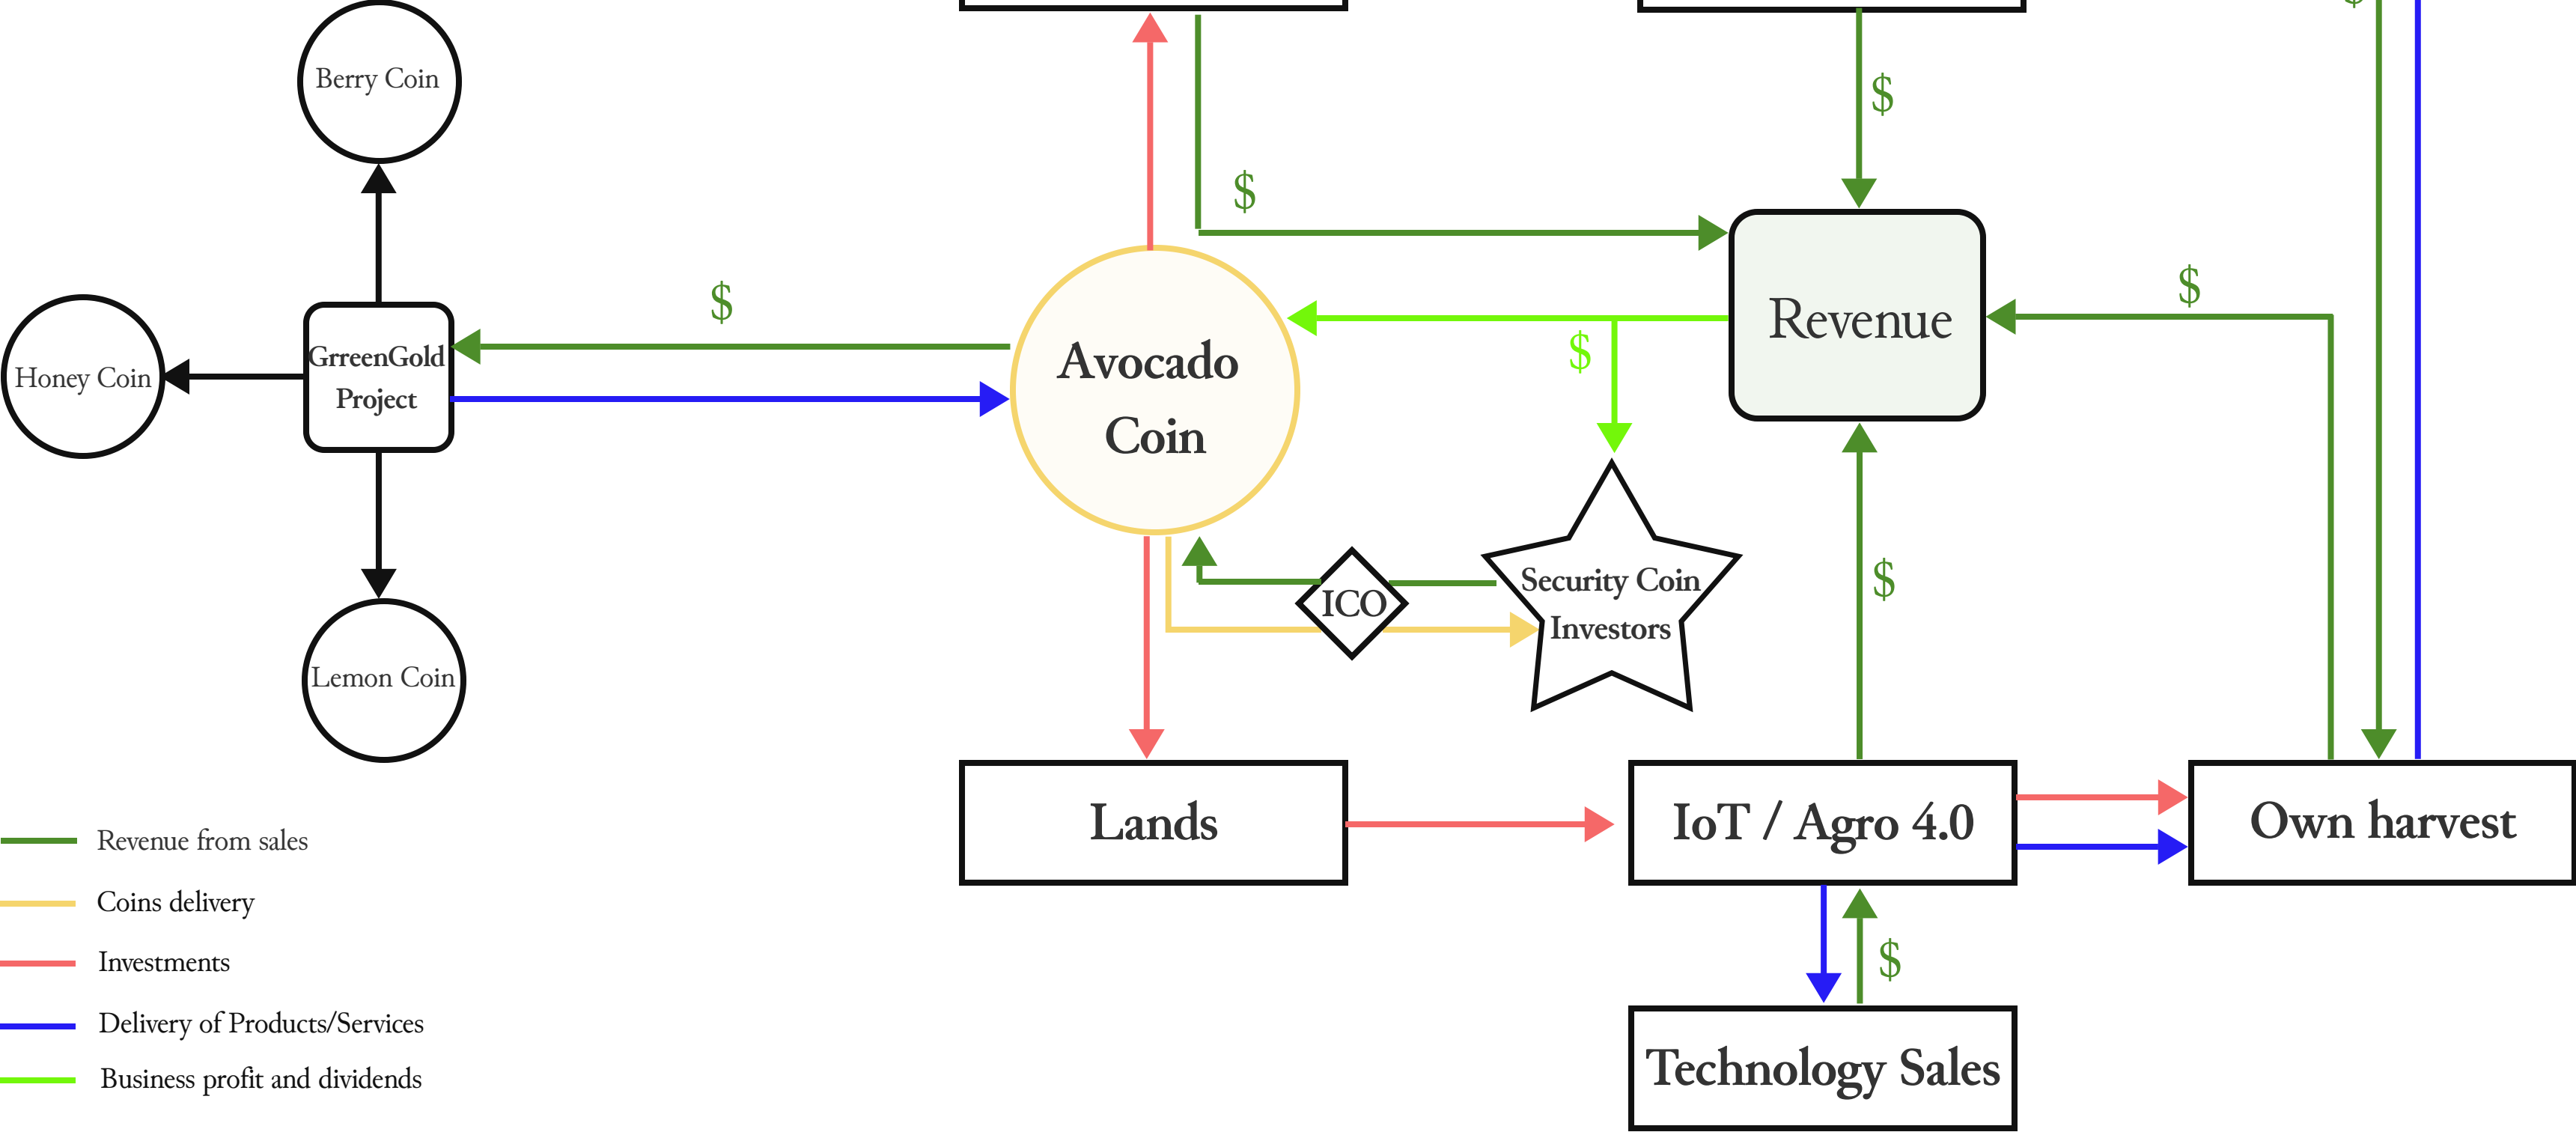 $
Berry Coin
$
$
$
$
Revenue
$
GrreenGold
Project
Honey Coin
Avocado
Coin
ICO
Security Coin
Investors
$
Lemon Coin
Lands
IoT / Agro 4.0
Own harvest
$
Technology Sales
Revenue from sales
Coins delivery
Investments
Delivery of Products/Services
Business profit and dividends